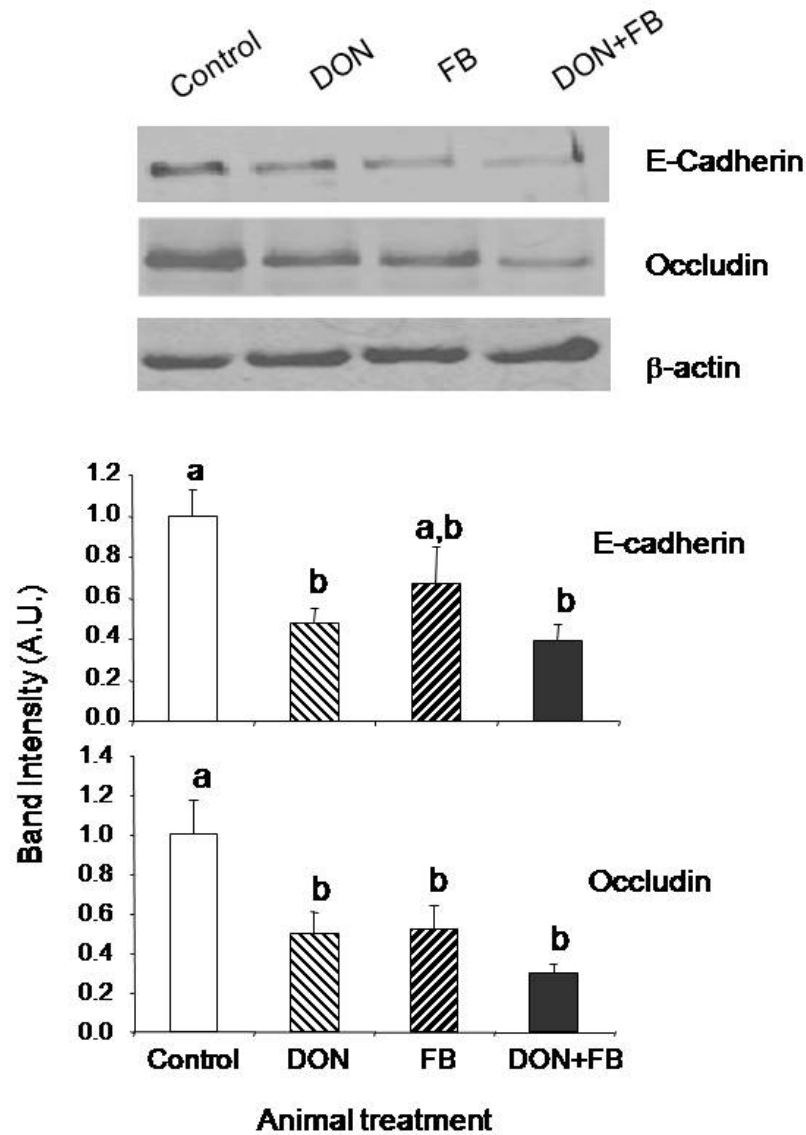 Control DON FB DON+FB
E-Cadherin
Occludin
β-actin
Band Intensity (A.U.)
1.2
1.0
0.8
0.6
0.4
0.2
0.0
a
b
a,b
b
E-cadherin
1.4
1.2
1.0
0.8
0.6
0.4
0.2
0.0
a
b
b
b
Occludin
Control DON FB DON+FB
Animal treatment